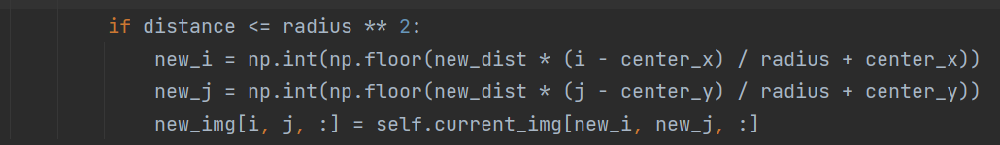 if distance <= radius ** 2:
new_i = np.int(np.floor(new_dist * (i - center_x) / radius + center_x))
new_j = np.int(np.floor(new_dist * (j - center_y) / radius + center_y))
new_img[i, j, :] = self.current_img[new_i, new_j, :]